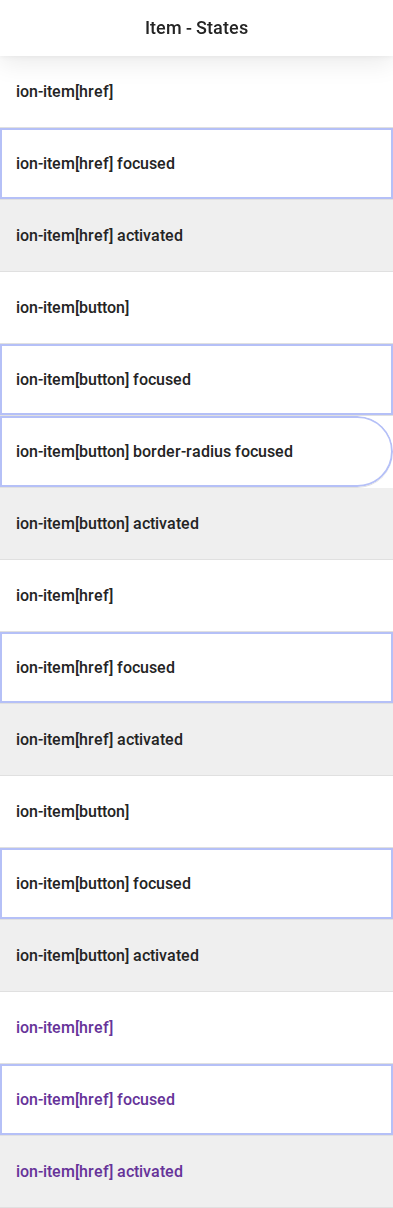 Item - States
ion-item[href]
ion-item[href] focused
ion-item[href] activated
ion-item[button]
ion-item[button] focused
ion-item[button] border-radius focused
ion-item[button] activated
ion-item[href]
ion-item[href] focused
ion-item[href] activated
ion-item[button]
ion-item[button] focused
ion-item[button] activated
ion-item[href]
ion-item[href] focused
ion-item[href] activated